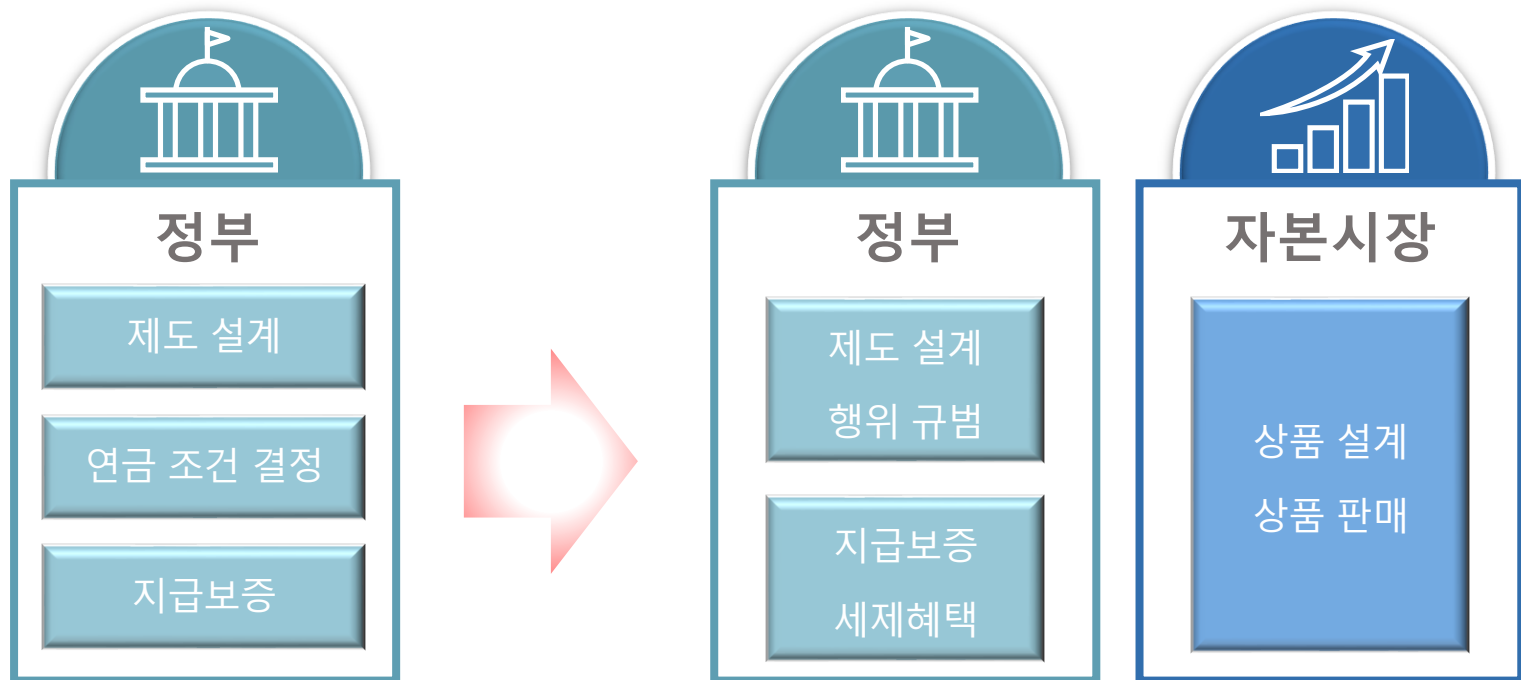 정부
제도 설계
연금 조건 결정
지급보증
정부
제도 설계
행위 규범
지급보증
세제혜택
자본시장
상품 설계
상품 판매